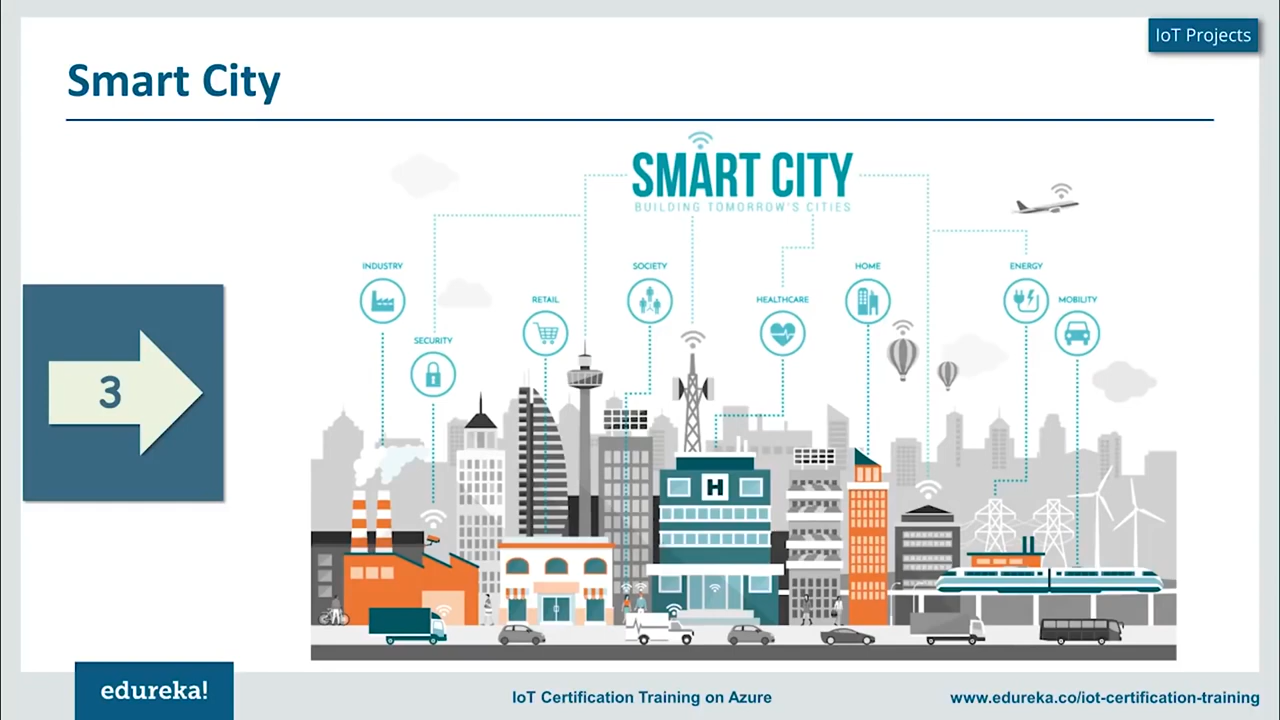 IoT Projects
Smart City
SMART CITY
BUILDING TOMORROW'S CITIES
INDUSTRY
SOCIETY
HOME
ENERGY
RETAIL
HEALTHCARE
MOBILITY
SECURITY
3
H
edureka!
IoT Certification Training on Azure
www.edureka.co/iot-certification-training